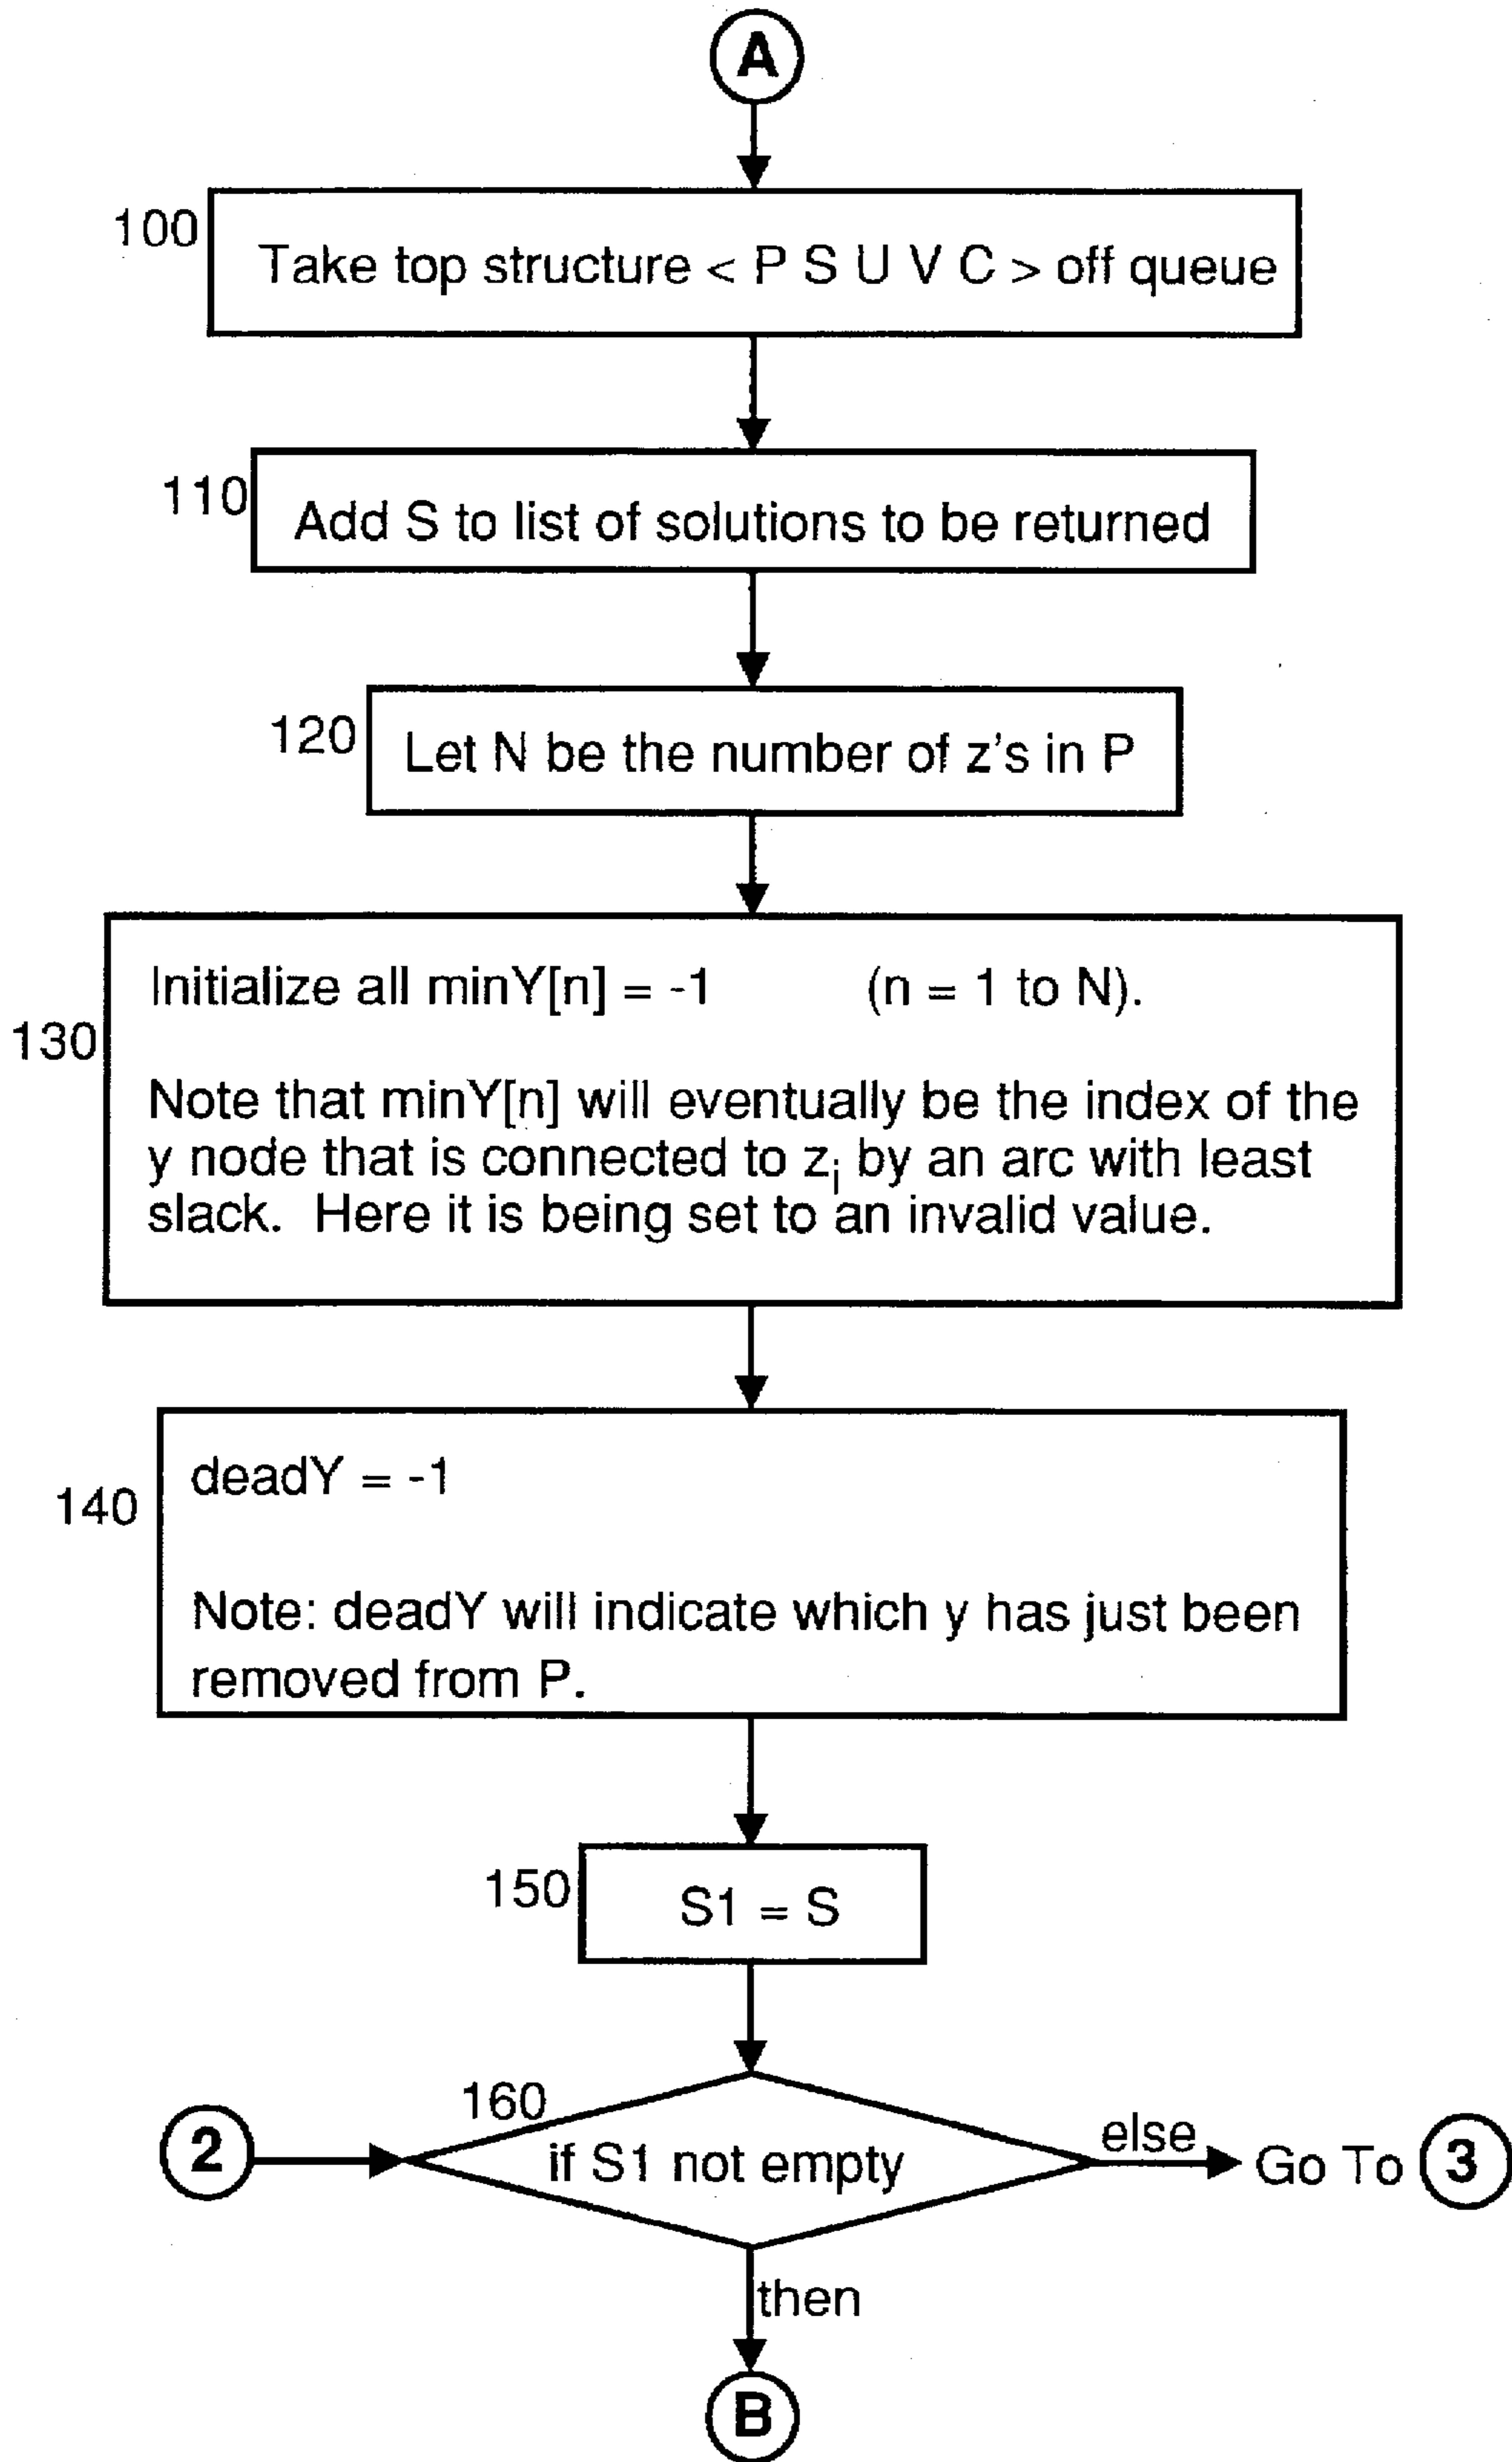 A
100
Take top structure < P S U V C > off queue
110
Add S to list of solutions to be returned
120
Let N be the number of z's in P
130
Initialize all minY[n] = -1 (n = 1 to N).
Note that minY[n] will eventually be the index of the
y node that is connected to zj by an arc with least
slack. Here it is being set to an invalid value.
140
deadY = -1
Note: deadY will indicate which y has just been
removed from P.
150
S1 = S
160
2
if S1 not empty
else
Go To 3
then
B